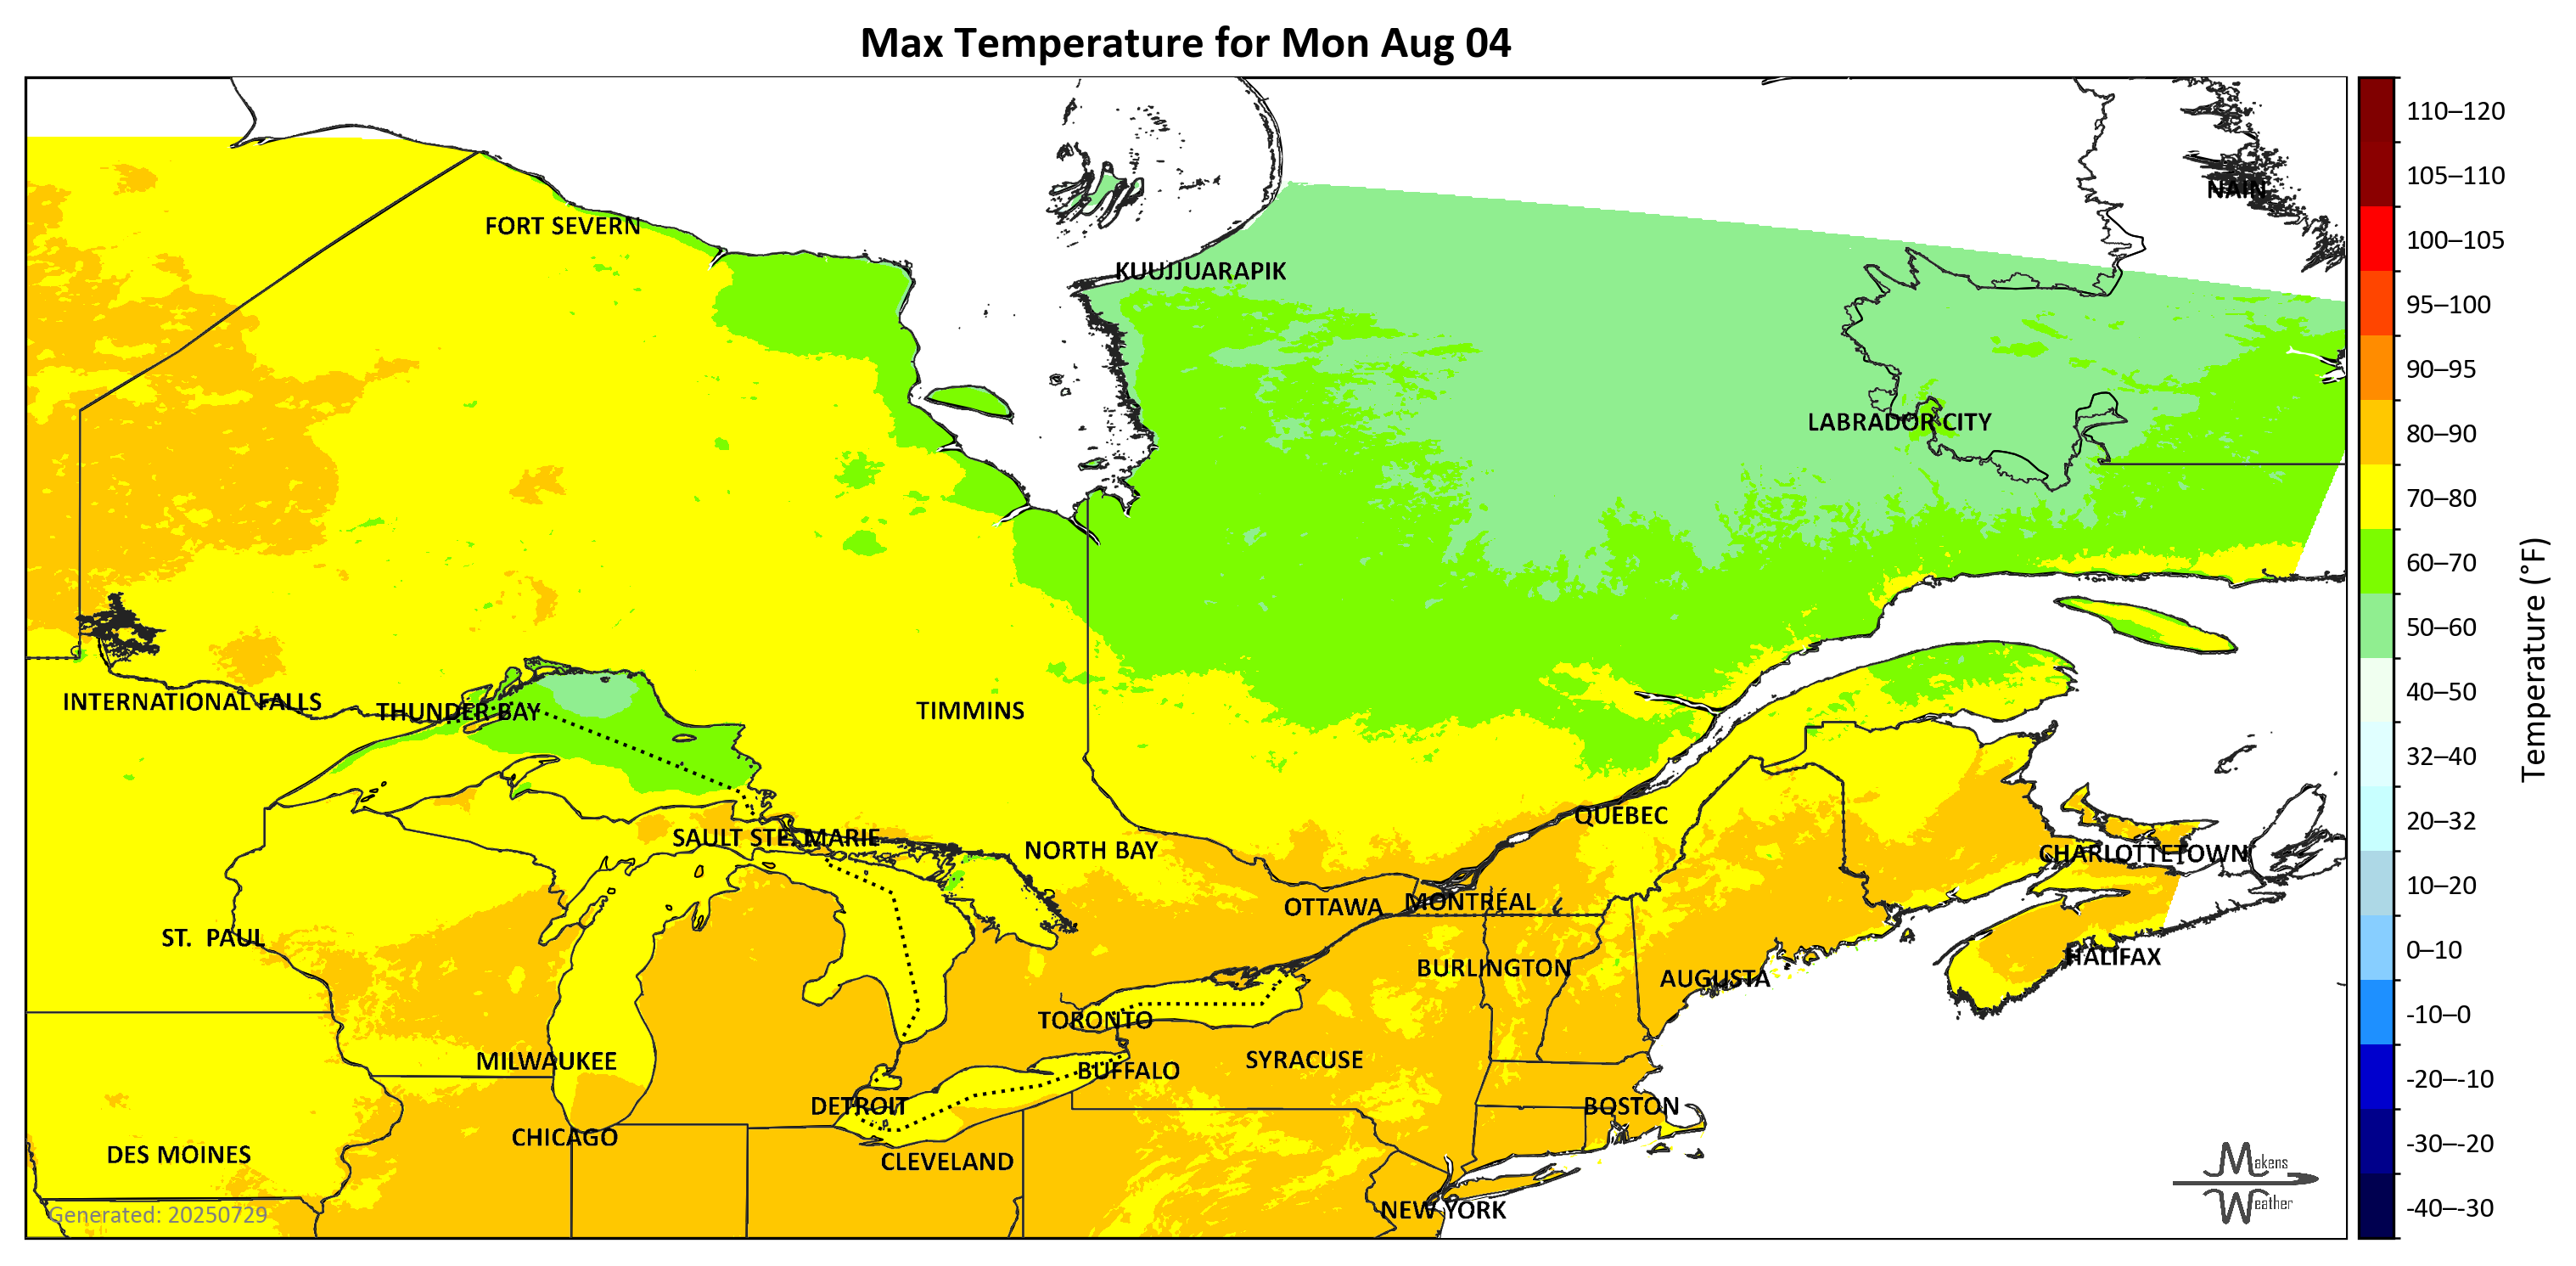 Max Temperature for Mon Aug 04
110–120
NAIN
105–110
FORT SEVERN
100–105
KUUJJUARAPIK
95–100
90–95
LABRADOR CITY
80–90
70–80
60–70
50–60
Temperature (°F)
INTERNATIONAL FALLS
THUNDER BAY
TIMMINS
40–50
32–40
QUEBEC
20–32
SAULT STE. MARIE
NORTH BAY
CHARLOTTETOWN
10–20
OTTAWA
MONTRÉAL
ST. PAUL
0–10
HALIFAX
BURLINGTON
AUGUSTA
-10–0
TORONTO
MILWAUKEE
SYRACUSE
BUFFALO
-20–-10
DETROIT
BOSTON
CHICAGO
-30–-20
DES MOINES
CLEVELAND
Makens
Weather
-40–-30
NEW YORK
Generated: 20250729